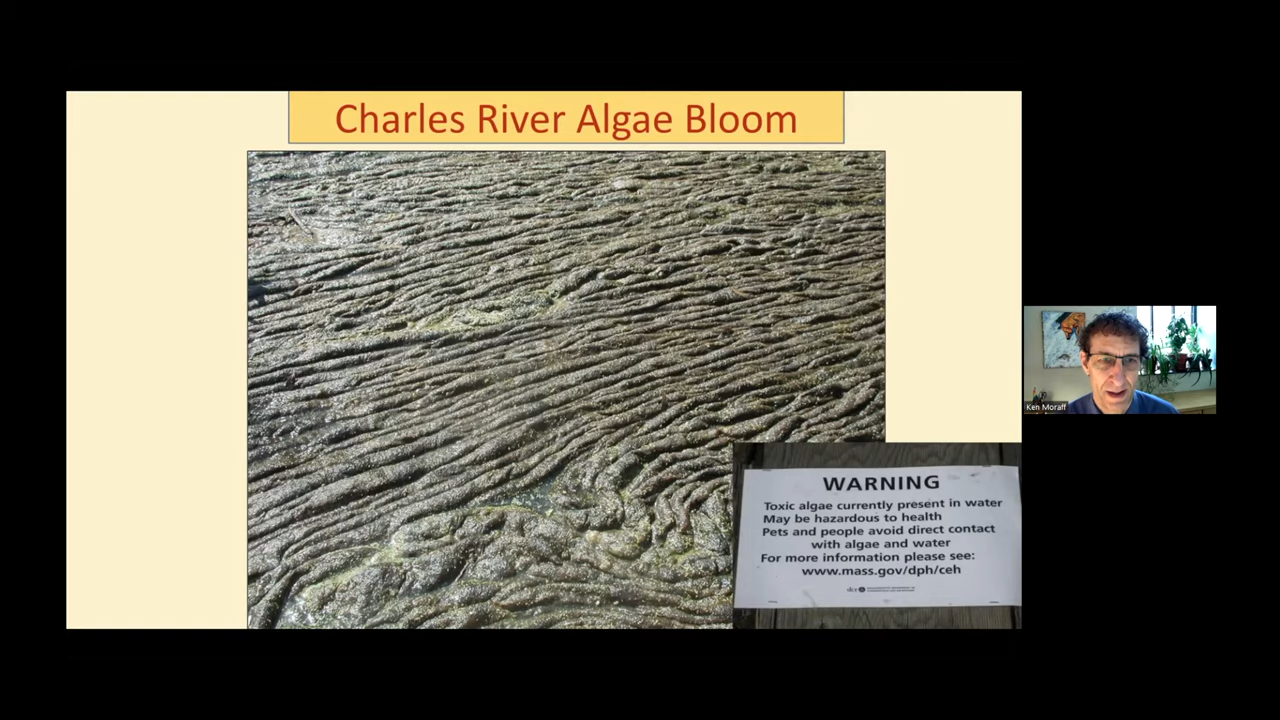 Charles River Algae Bloom
Ken Moraff
WARNING
Toxic algae currently present in water
May be hazardous to health
Pets and people avoid direct contact
with algae and water
For more information please see:
www.mass.gov/dph/ceh
dcr